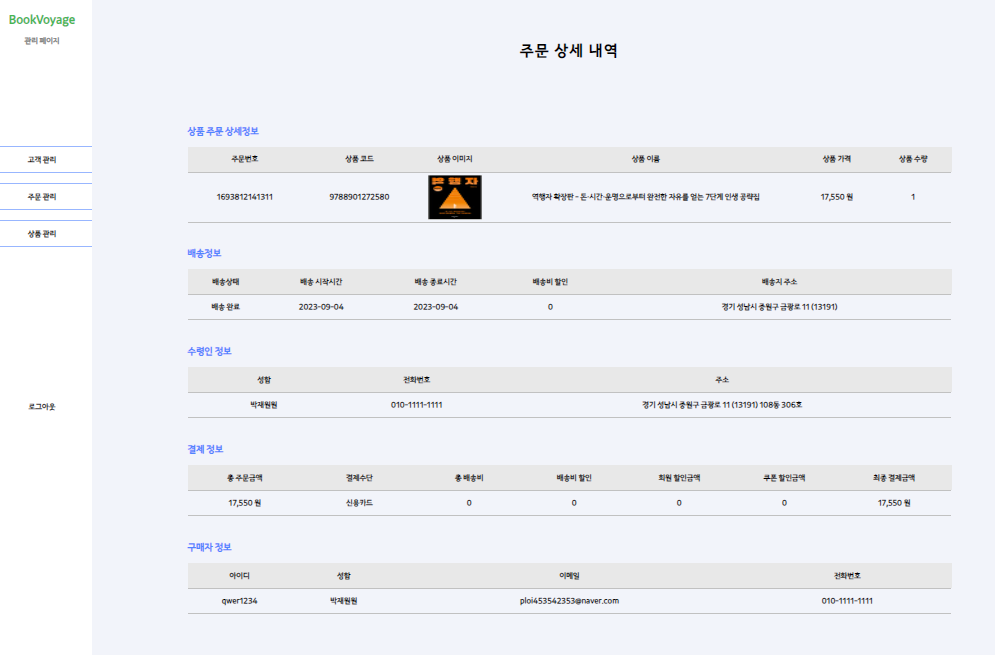 BookVoyage
관리 페이지
고객 관리
주문 관리
상품 관리
로그아웃
주문 상세 내역
상품 주문 상세정보
주문번호 상품 코드 상품 이미지 상품 이름 상품 가격 상품 수량
역행자
1693812141311 9788901272580 역행자 확장판 - 돈·시간·운명으로부터 완전한 자유를 얻는 7단계 인생 공략집 17,550 원 1
배송정보
배송상태 배송 시작시간 배송 종료시간 배송비 할인 배송지 주소
배송 완료 2023-09-04 2023-09-04 0 경기 성남시 중원구 금광로 11 (13191)
수령인 정보
성함 전화번호 주소
박재원원 010-1111-1111 경기 성남시 중원구 금광로 11 (13191) 108동 306호
결제 정보
총 주문금액 결제수단 총 배송비 배송비 할인 회원 할인금액 쿠폰 할인금액 최종 결제금액
17,550 원 신용카드 0 0 0 0 17,550 원
구매자 정보
아이디 성함 이메일 전화번호
qwer1234 박재원원 ploi453542353@naver.com 010-1111-1111